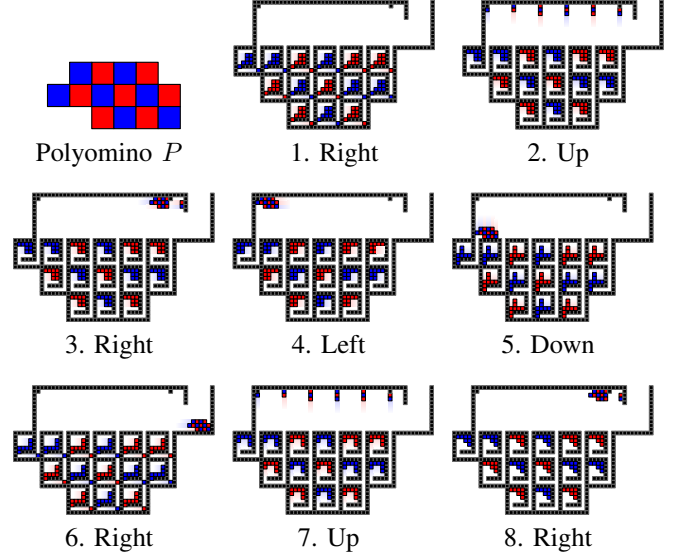 Polyomino P
1. Right
2. Up
3. Right
4. Left
5. Down
6. Right
7. Up
8. Right